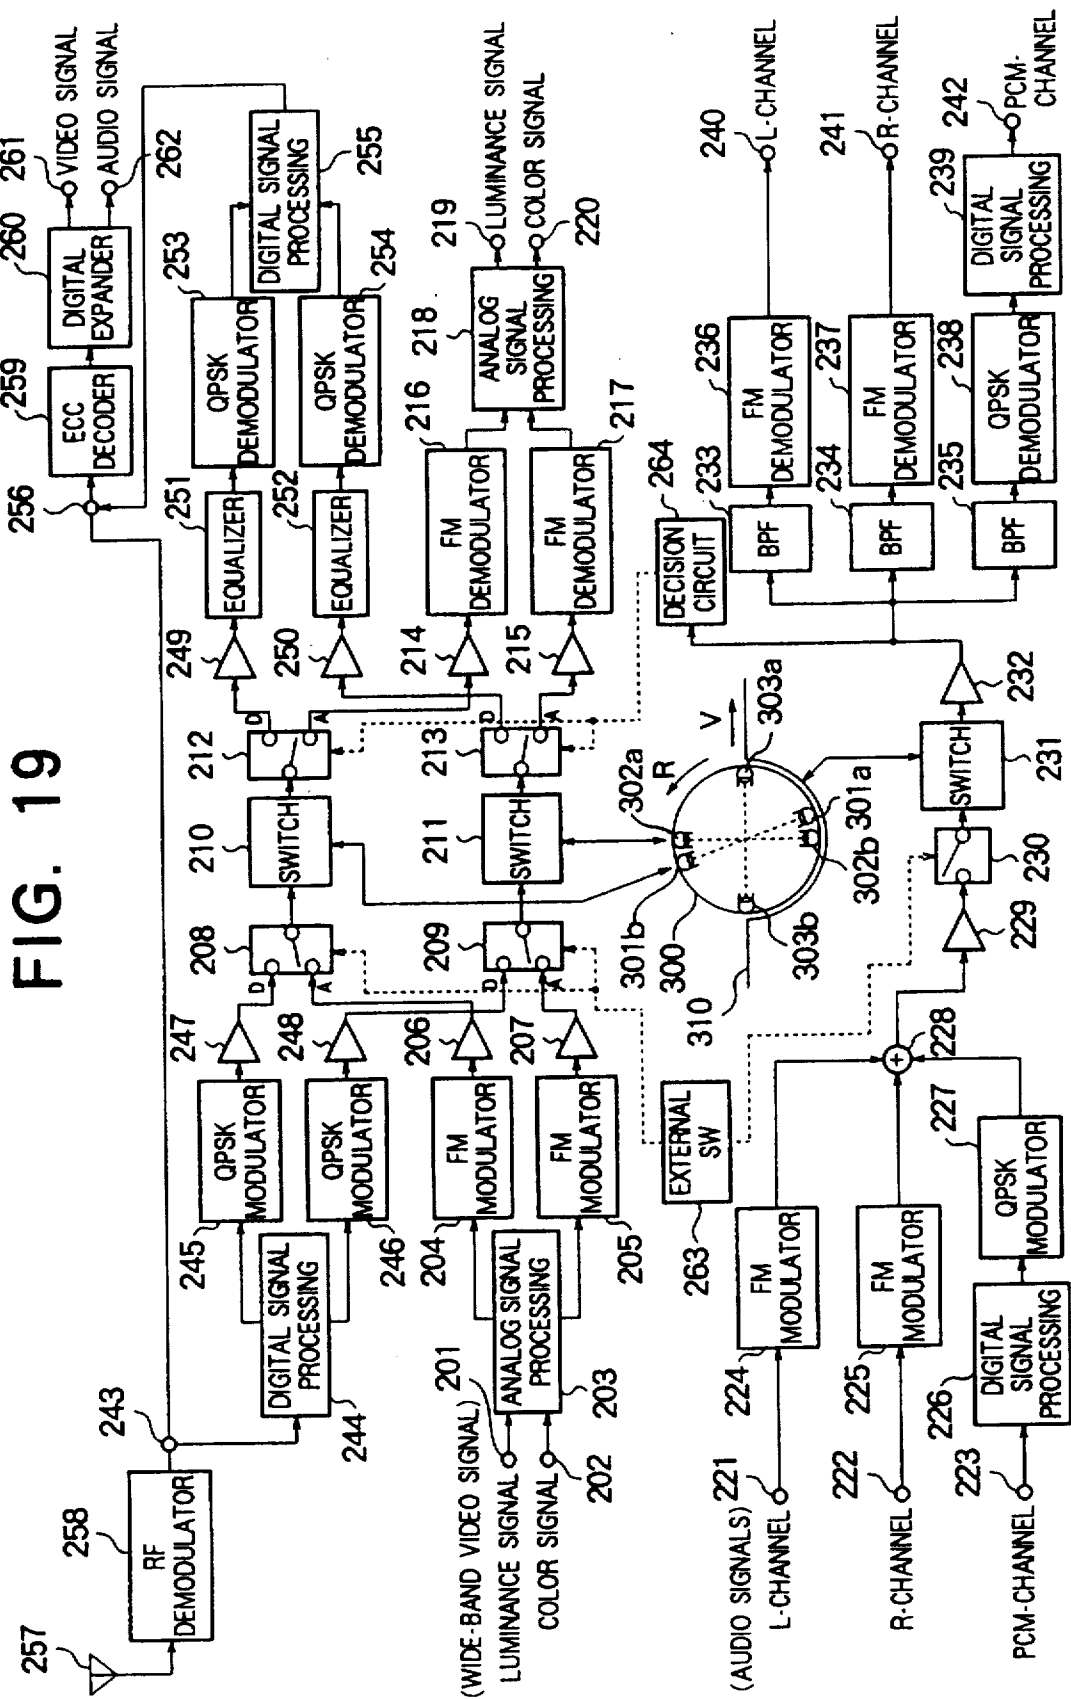 FIG. 19
257
258
RF
DEMODULATOR
243
256
259
ECC
DECODER
260
DIGITAL
EXPANDER
261
VIDEO SIGNAL
AUDIO SIGNAL
262
244
DIGITAL SIGNAL
PROCESSING
245
QPSK
MODULATOR
246
QPSK
MODULATOR
247
248
208
D
A
210
SWITCH
212
D
A
249
250
251
EQUALIZER
252
EQUALIZER
253
QPSK
DEMODULATOR
254
QPSK
DEMODULATOR
DIGITAL SIGNAL
PROCESSING
255
(WIDE-BAND VIDEO SIGNAL)
LUMINANCE SIGNAL
201
COLOR SIGNAL
202
ANALOG SIGNAL
PROCESSING
203
204
FM
MODULATOR
205
FM
MODULATOR
206
207
209
D
A
211
SWITCH
213
D
A
214
215
216
FM
DEMODULATOR
217
FM
DEMODULATOR
218
ANALOG
SIGNAL
PROCESSING
219
LUMINANCE SIGNAL
COLOR SIGNAL
220
EXTERNAL
SW
263
310
300
301b
302a
R
V
303a
303b
302b
301a
264
DECISION
CIRCUIT
(AUDIO SIGNALS)
L-CHANNEL
221
224
FM
MODULATOR
R-CHANNEL
222
225
FM
MODULATOR
PCM-CHANNEL
223
226
DIGITAL
SIGNAL
PROCESSING
227
QPSK
MODULATOR
228
229
230
SWITCH
231
232
233
BPF
234
BPF
235
BPF
236
FM
DEMODULATOR
237
FM
DEMODULATOR
238
QPSK
DEMODULATOR
239
DIGITAL
SIGNAL
PROCESSING
240
L-CHANNEL
241
R-CHANNEL
242
PCM-
CHANNEL